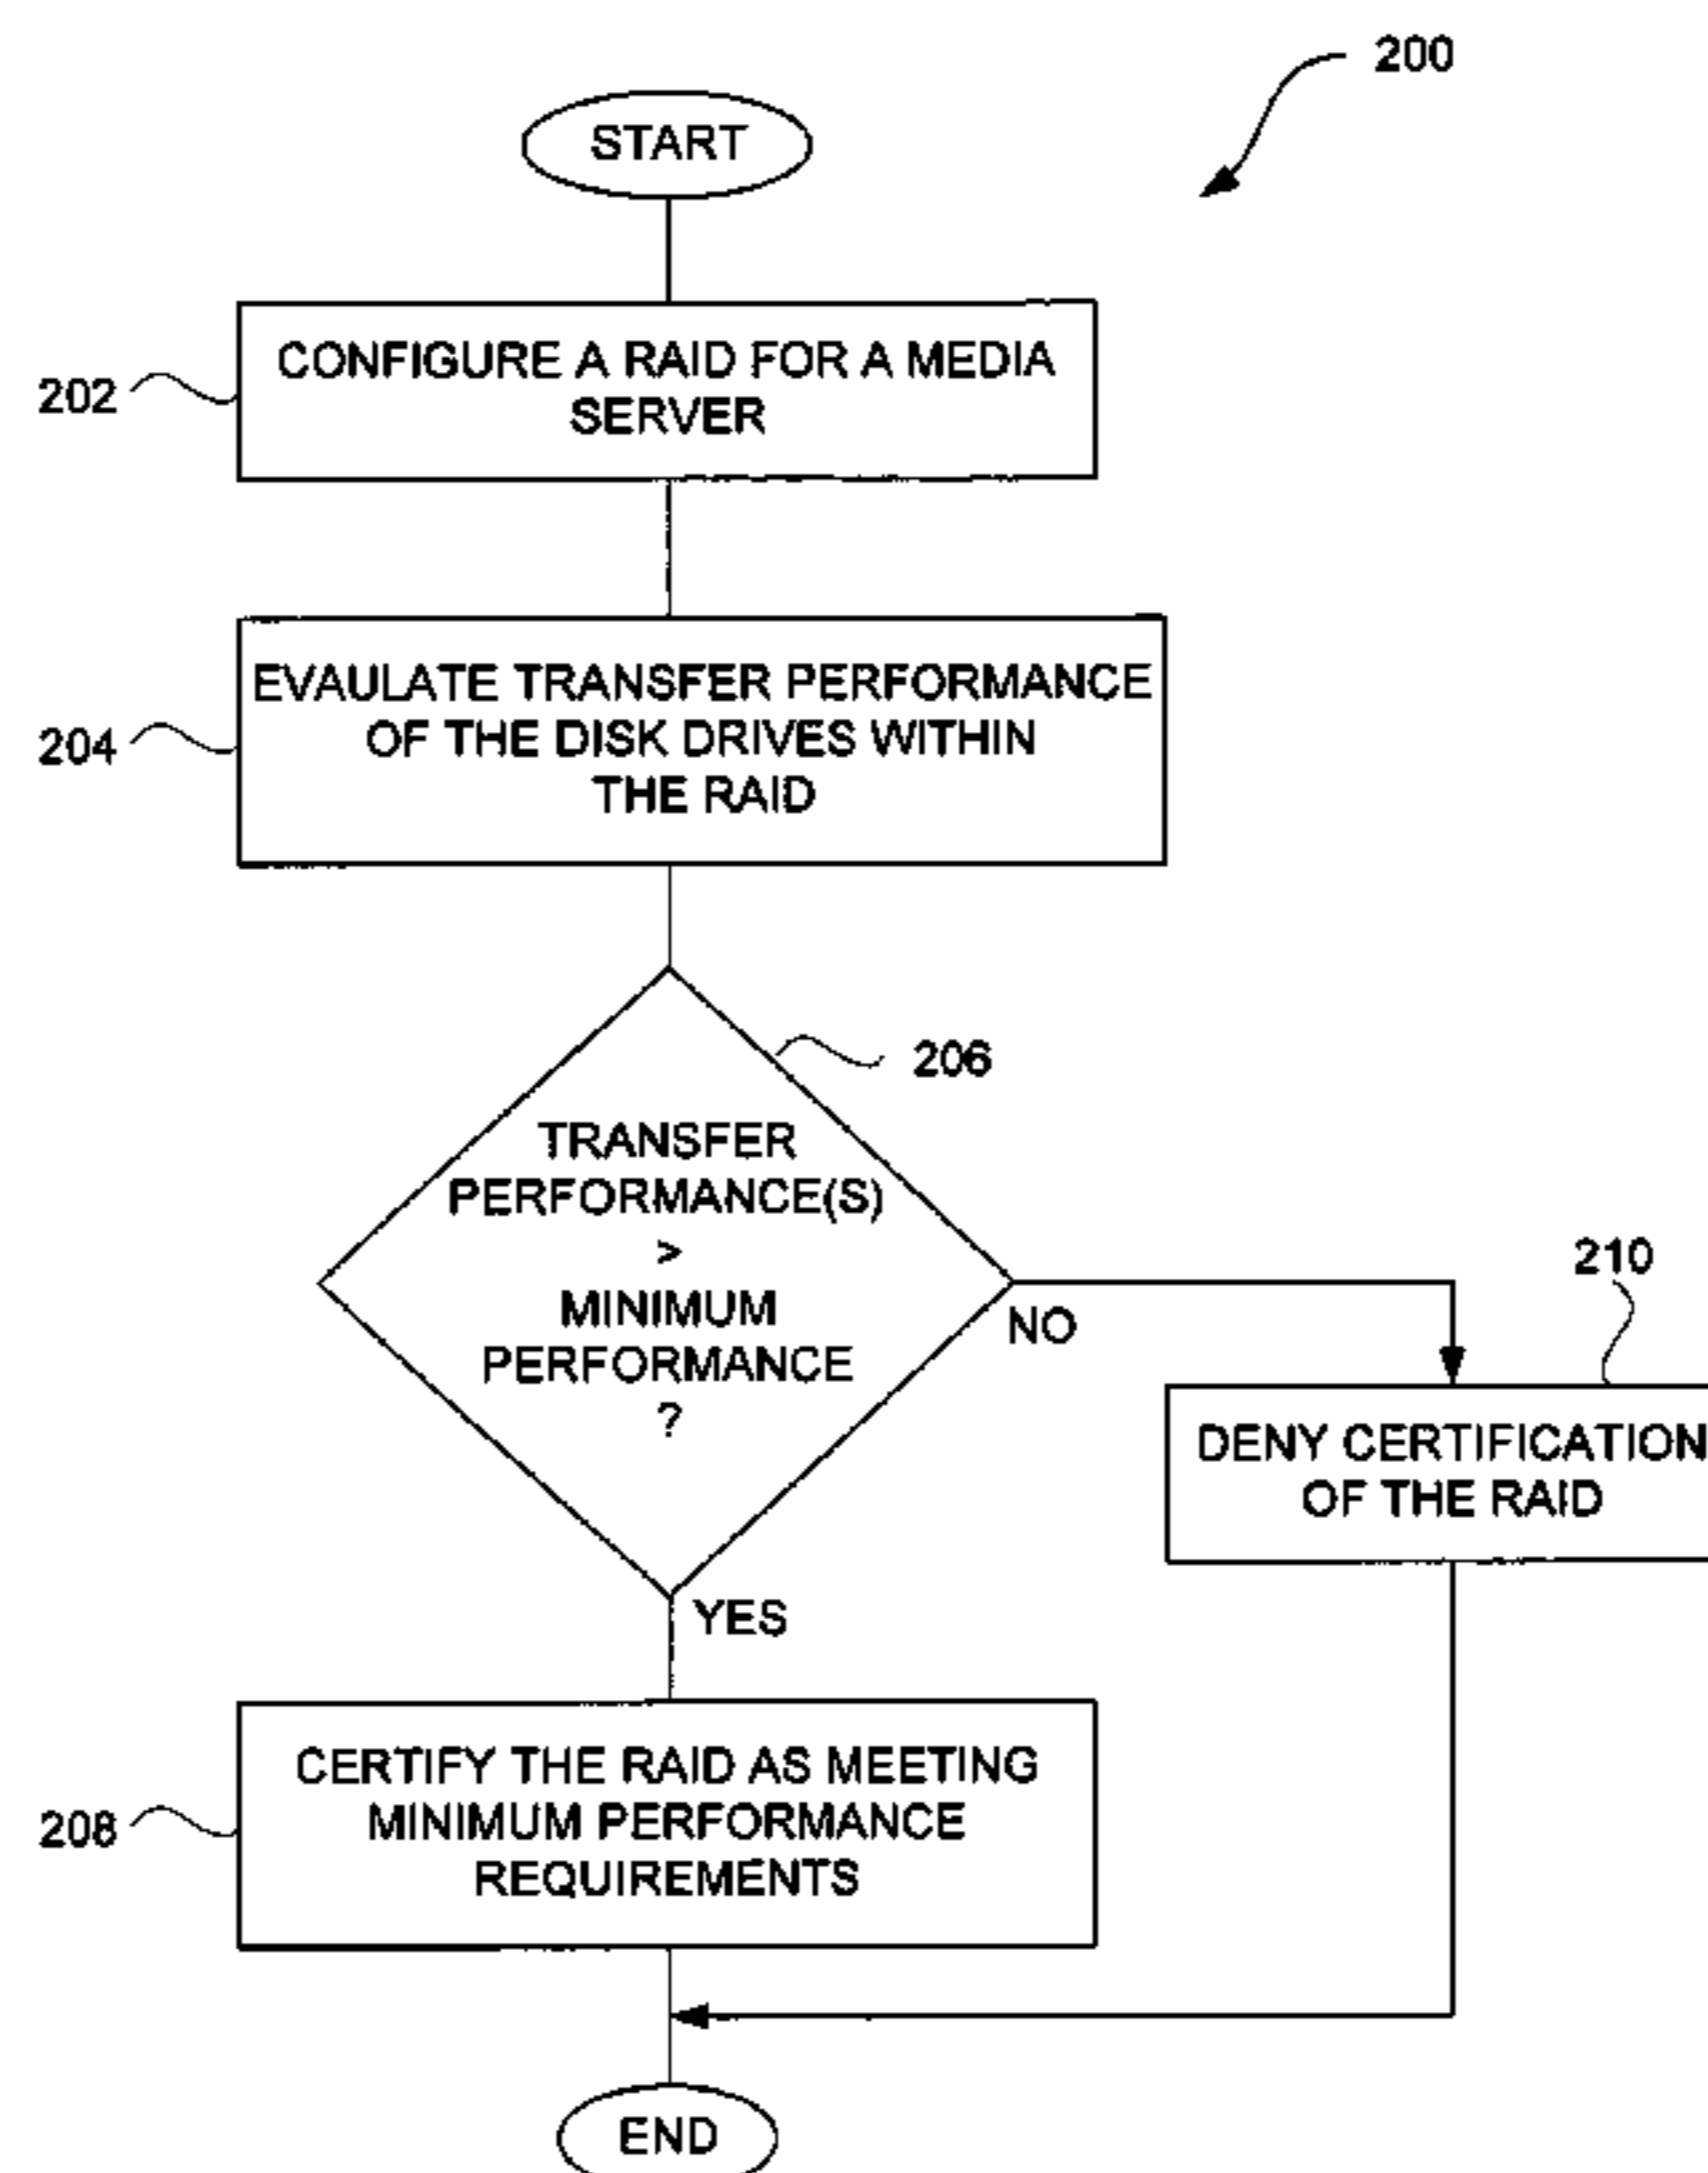 200
START
202
CONFIGURE A RAID FOR A MEDIA
SERVER
204
EVAULATE TRANSFER PERFORMANCE
OF THE DISK DRIVES WITHIN
THE RAID
206
TRANSFER
PERFORMANCE(S)
>
MINIMUM
PERFORMANCE
?
NO
210
DENY CERTIFICATION
OF THE RAID
YES
208
CERTIFY THE RAID AS MEETING
MINIMUM PERFORMANCE
REQUIREMENTS
END